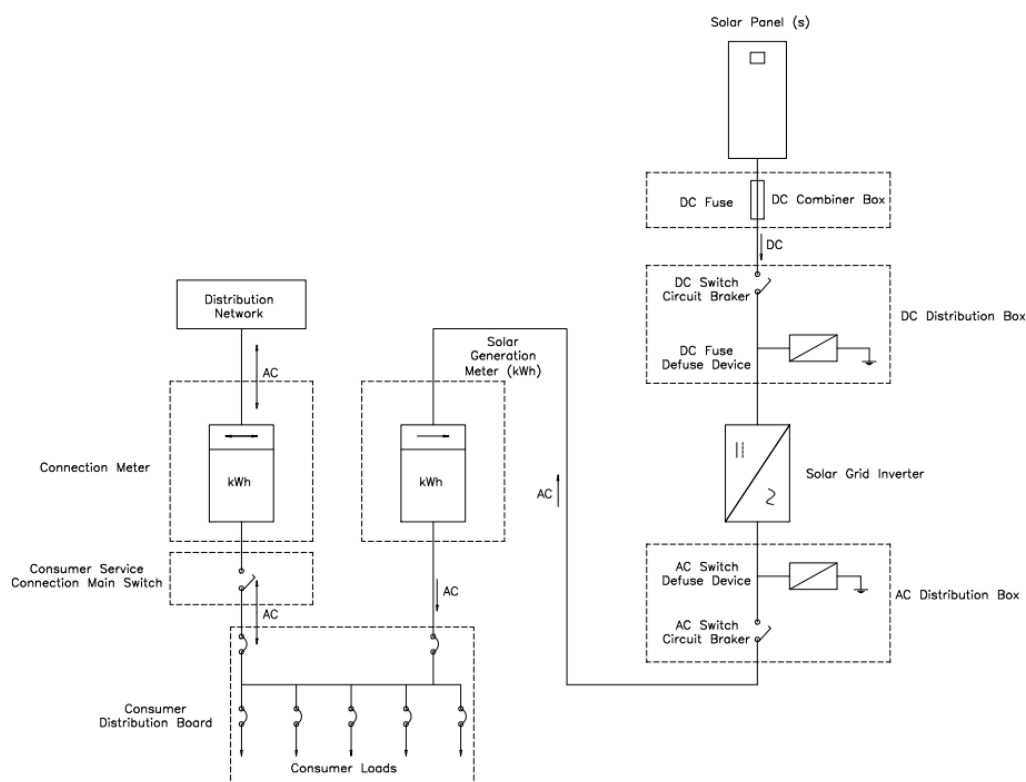 Solar Panel (s)
DC Fuse
DC Combiner Box
DC
DC Switch
Circuit Braker
DC Distribution Box
DC Fuse
Defuse Device
Distribution
Network
AC
Solar
Generation
Meter (kWh)
Connection Meter
kWh
kWh
AC
Solar Grid Inverter
Consumer Service
Connection Main Switch
AC
AC
AC Switch
Defuse Device
AC Distribution Box
AC Switch
Circuit Braker
Consumer
Distribution Board
Consumer Loads